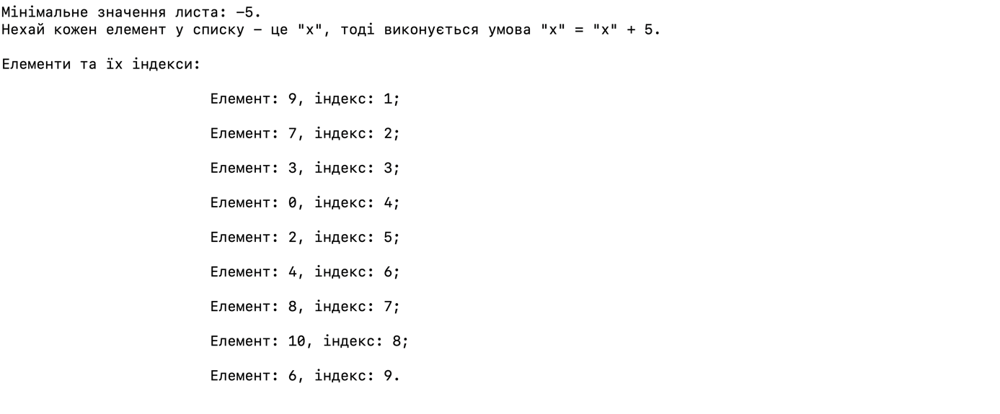 Мінімальне значення листа: −5.
Нехай кожен елемент у списку − це "x", тоді виконується умова "x" = "x" + 5.
Елементи та їх індекси:
Елемент: 9, індекс: 1;
Елемент: 7, індекс: 2;
Елемент: 3, індекс: 3;
Елемент: 0, індекс: 4;
Елемент: 2, індекс: 5;
Елемент: 4, індекс: 6;
Елемент: 8, індекс: 7;
Елемент: 10, індекс: 8;
Елемент: 6, індекс: 9.